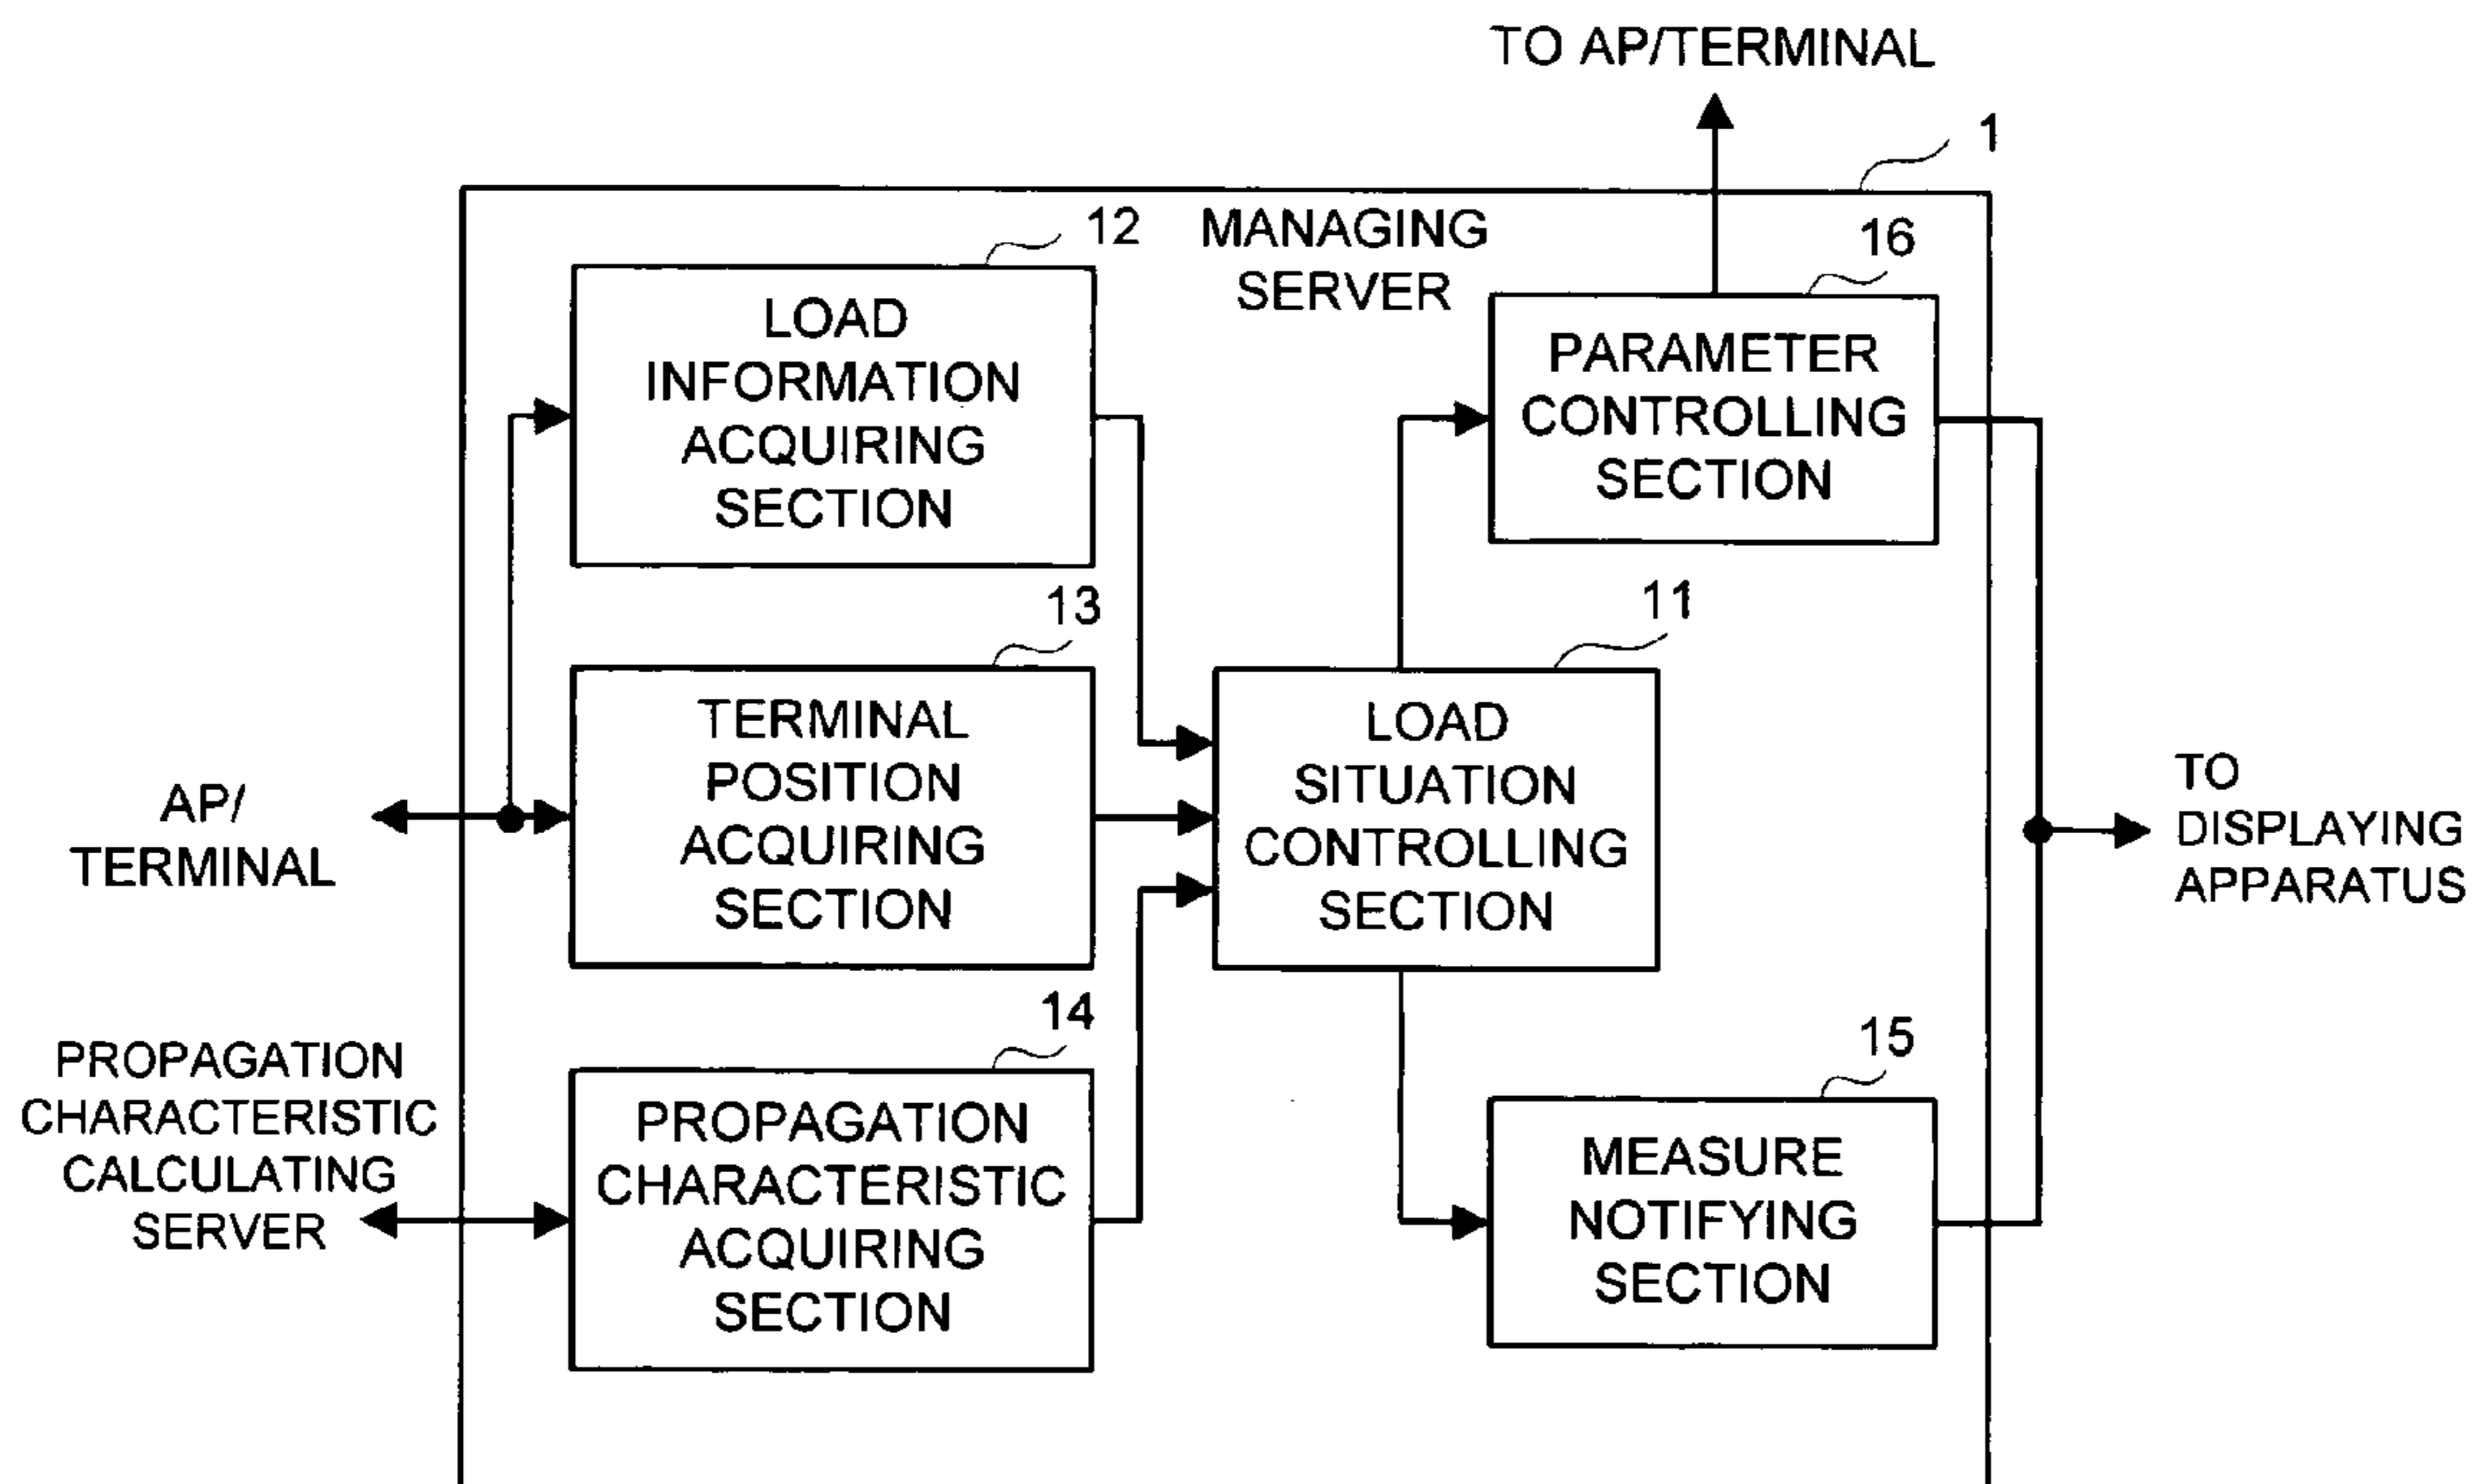 TO AP/TERMINAL
1
MANAGING
SERVER
12
LOAD
INFORMATION
ACQUIRING
SECTION
16
PARAMETER
CONTROLLING
SECTION
13
TERMINAL
POSITION
ACQUIRING
SECTION
11
LOAD
SITUATION
CONTROLLING
SECTION
AP/
TERMINAL
TO
DISPLAYING
APPARATUS
14
PROPAGATION
CHARACTERISTIC
ACQUIRING
SECTION
PROPAGATION
CHARACTERISTIC
CALCULATING
SERVER
15
MEASURE
NOTIFYING
SECTION